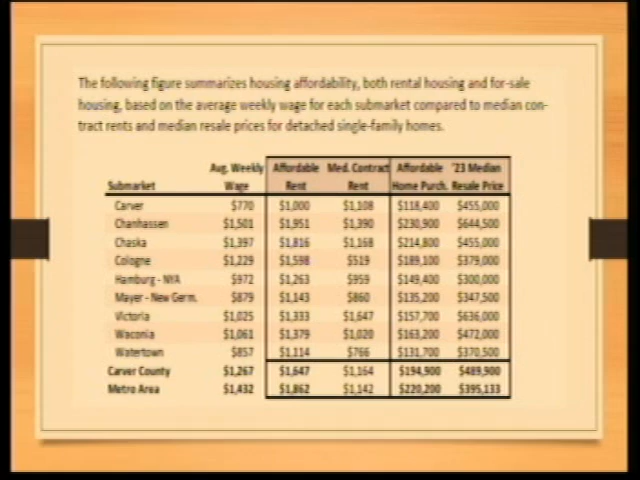 The following figure summarizes housing affordability, both rental housing and for-sale
housing, based on the average weekly wage for each submarket compared to median con-
tract rents and median resale prices for detached single-family homes.
Avg. Weekly Affordable Med. Contract Affordable '23 Median
Submarket Wage Rent Rent Home Purch. Resale Price
Carver $770 $1,000 $1,108 $118,400 $455,000
Chanhassen $1,501 $1,951 $1,390 $230,900 $644,500
Chaska $1,397 $1,816 $1,168 $214,800 $455,000
Cologne $1,229 $1,598 $519 $189,100 $379,000
Hamburg - NYA $972 $1,263 $959 $149,400 $300,000
Mayer - New Germ. $879 $1,143 $860 $135,200 $347,500
Victoria $1,025 $1,333 $1,647 $157,700 $636,000
Waconia $1,061 $1,379 $1,020 $163,200 $472,000
Watertown $857 $1,114 $766 $131,700 $370,500
Carver County $1,267 $1,647 $1,164 $194,900 $489,900
Metro Area $1,432 $1,862 $1,142 $220,200 $395,133